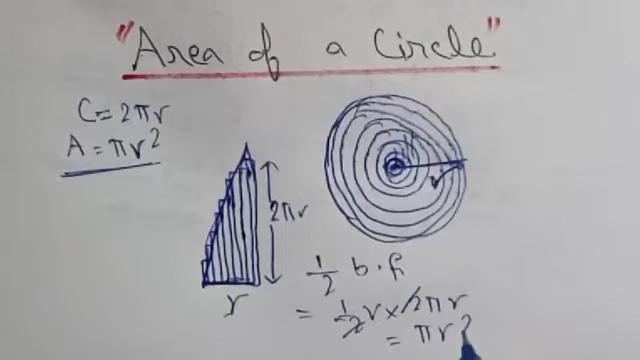 "Area of a Circle"
C = 2πr
A = πr²
2πr
r
r
1/2 b.h
= 1/2 r × 2πr
= πr²